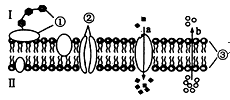 Ⅰ ① ② a b
③
Ⅱ